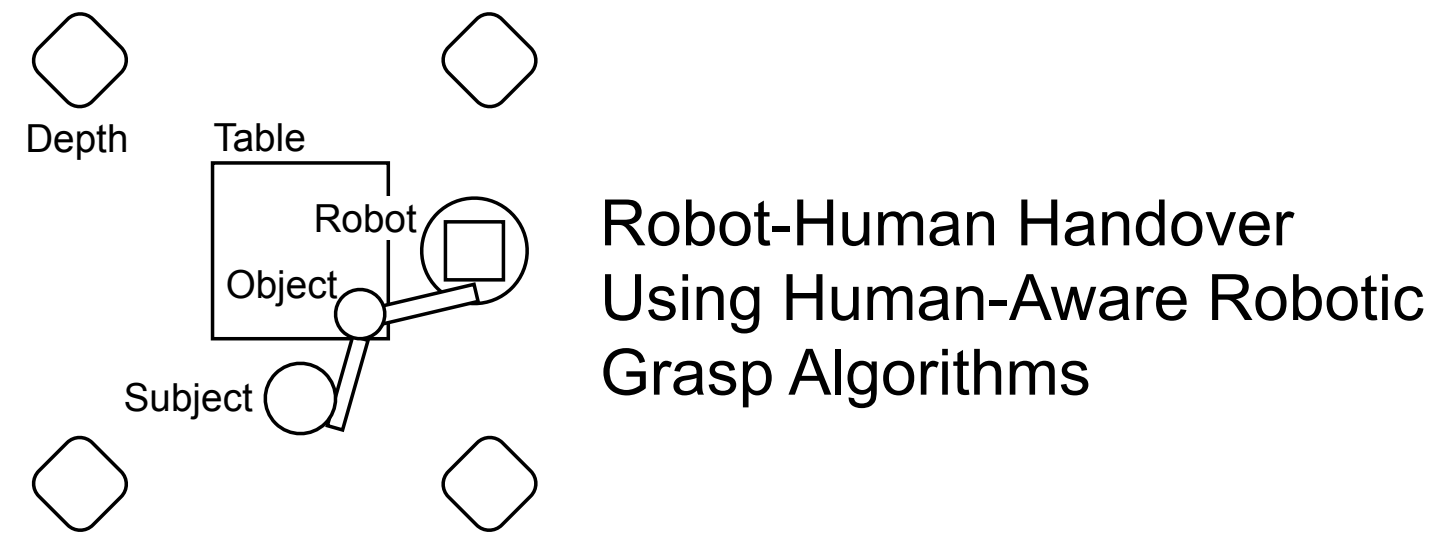 Depth
Table
Robot
Object
Subject
Robot-Human Handover
Using Human-Aware Robotic
Grasp Algorithms